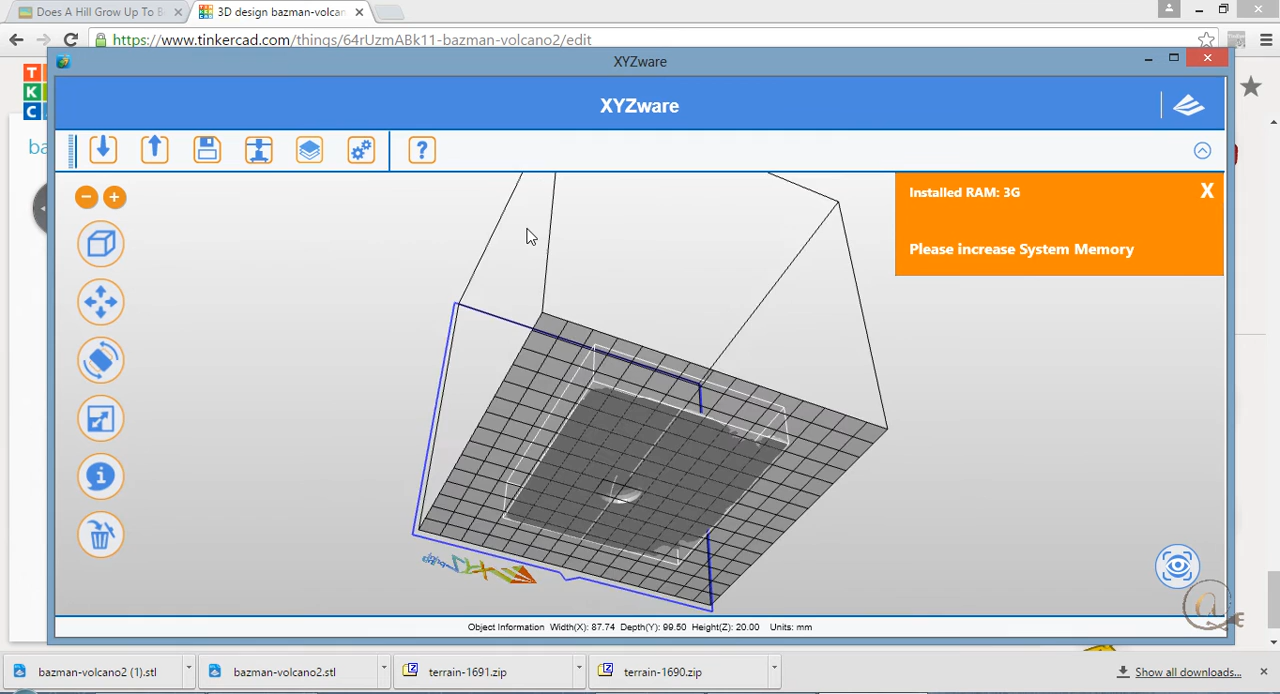 Does A Hill Grow Up To B
3D design bazman-volcan
https://www.tinkercad.com/things/64rUzmABk11-bazman-volcano2/edit
T
K
C
ba
XYZware
XYZware
?
Installed RAM: 3G
X
Please increase System Memory
i
Object Information Width(X): 87.74 Depth(Y): 99.50 Height(Z): 20.00 Units: mm
bazman-volcano2 (1).stl
bazman-volcano2.stl
terrain-1691.zip
terrain-1690.zip
Show all downloads...